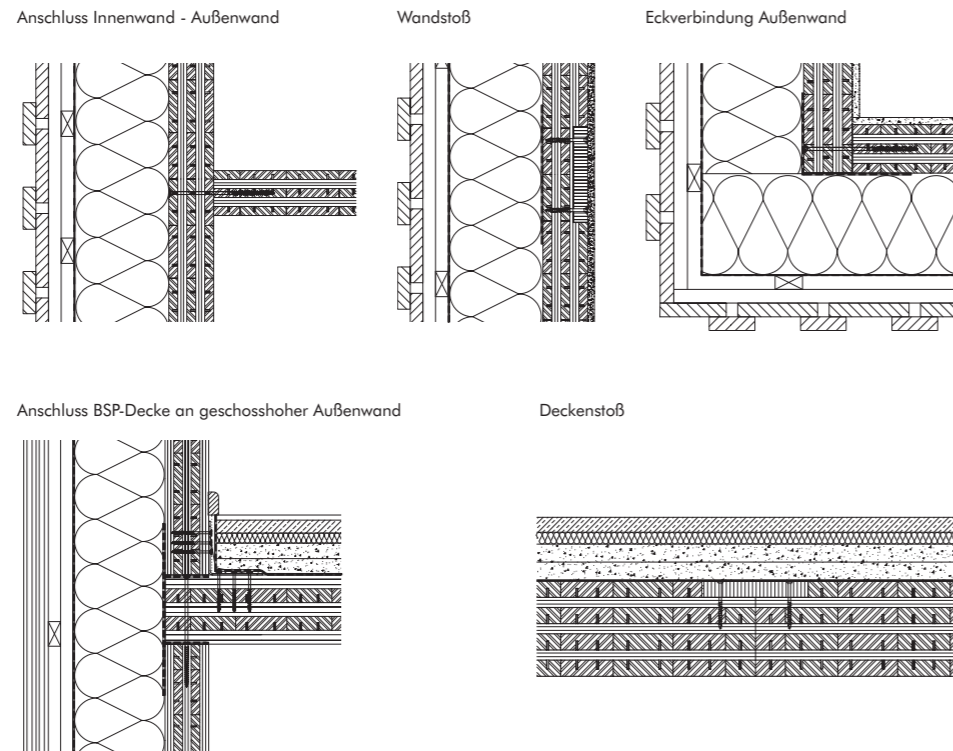 Anschluss Innenwand - Außenwand
Wandstoß
Eckverbindung Außenwand
Anschluss BSP-Decke an geschosshoher Außenwand
Deckenstoß